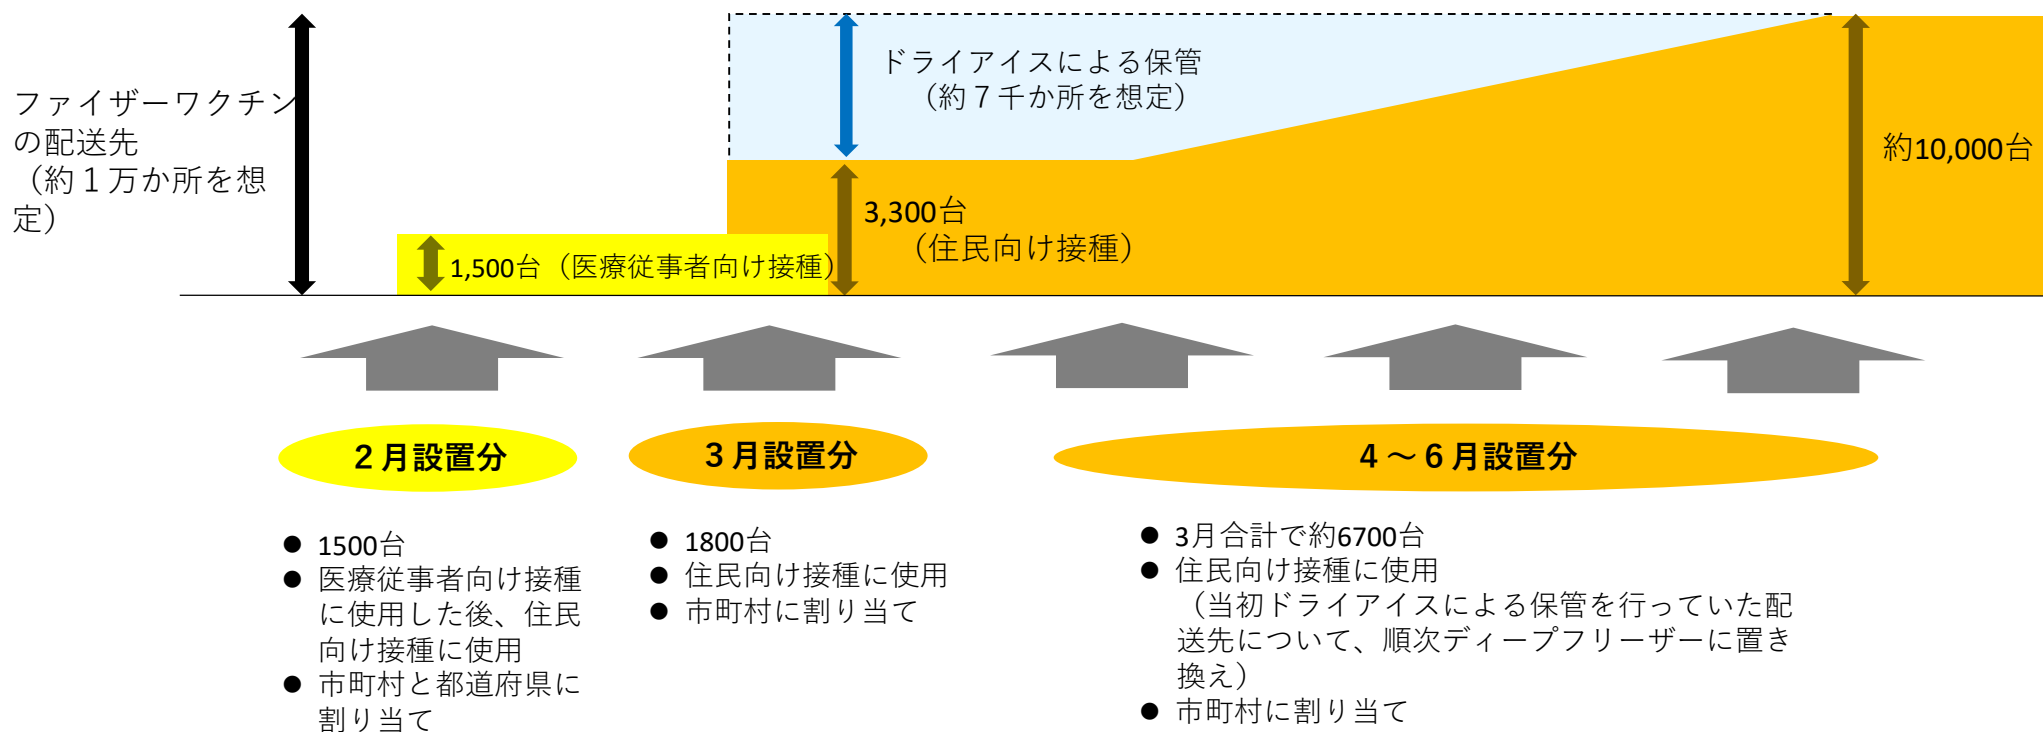 ファイザーワクチン
の配送先
（約１万か所を想
定）
ドライアイスによる保管
（約７千か所を想定）
約10,000台
3,300台
（住民向け接種）
1,500台（医療従事者向け接種）
２月設置分
３月設置分
４～６月設置分
● 1500台
● 医療従事者向け接種
に使用した後、住民
向け接種に使用
● 市町村と都道府県に
割り当て
● 1800台
● 住民向け接種に使用
● 市町村に割り当て
● 3月合計で約6700台
● 住民向け接種に使用
（当初ドライアイスによる保管を行っていた配
送先について、順次ディープフリーザーに置き
換え）
● 市町村に割り当て